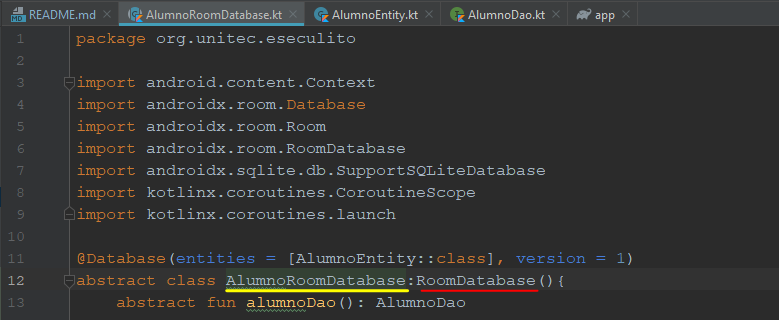 README.md × AlumnoRoomDatabase.kt × AlumnoEntity.kt × AlumnoDao.kt × app ×
1 package org.unitec.eseculito
2
3 import android.content.Context
4 import androidx.room.Database
5 import androidx.room.Room
6 import androidx.room.RoomDatabase
7 import androidx.sqlite.db.SupportSQLiteDatabase
8 import kotlinx.coroutines.CoroutineScope
9 import kotlinx.coroutines.launch
10
11 @Database(entities = [AlumnoEntity::class], version = 1)
12 abstract class AlumnoRoomDatabase:RoomDatabase(){
13 abstract fun alumnoDao(): AlumnoDao